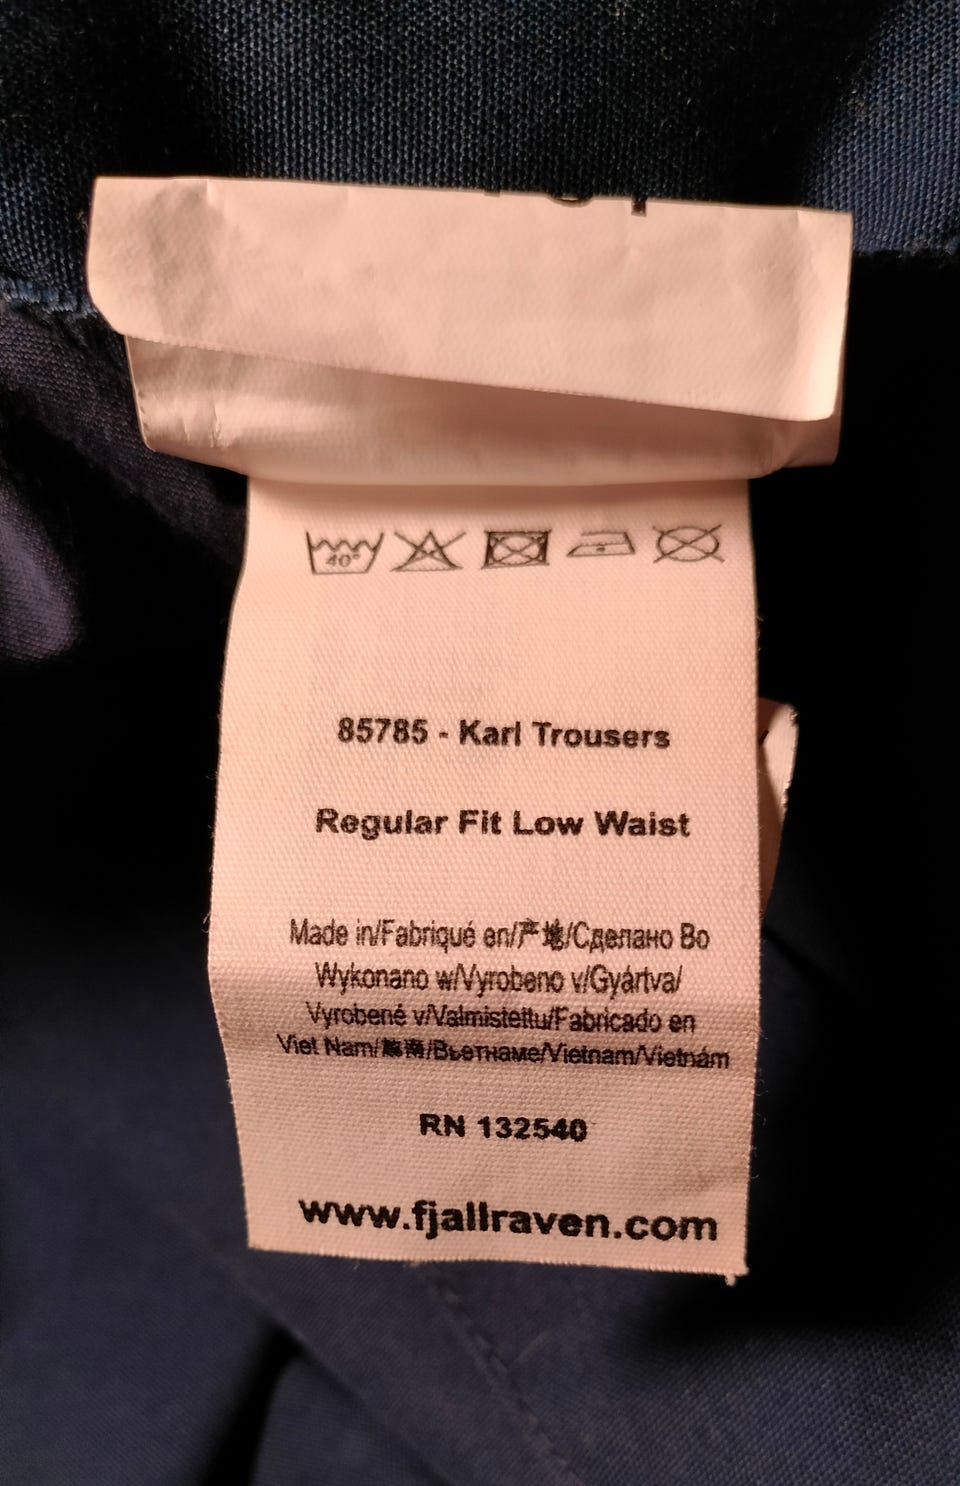 40°
85785 - Karl Trousers
Regular Fit Low Waist
Made in/Fabriqué en/产地/Сделано Во
Wykonano w/Vyrobeno v/Gyártva/
Vyrobené v/Valmistettu/Fabricado en
Viet Nam/越南/Вьетнаме/Vietnam/Vietnám
RN 132540
www.fjallraven.com